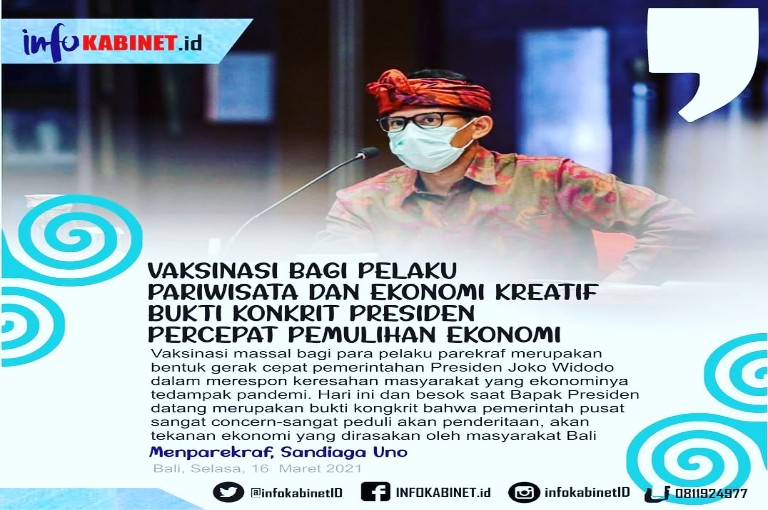 infoKABINET.id
VAKSINASI BAGI PELAKU
PARIWISATA DAN EKONOMI KREATIF
BUKTI KONKRIT PRESIDEN
PERCEPAT PEMULIHAN EKONOMI
Vaksinasi massal bagi para pelaku parekraf merupakan
bentuk gerak cepat pemerintahan Presiden Joko Widodo
dalam merespon keresahan masyarakat yang ekonominya
tedampak pandemi. Hari ini dan besok saat Bapak Presiden
datang merupakan bukti kongkrit bahwa pemerintah pusat
sangat concern-sangat peduli akan penderitaan, akan
tekanan ekonomi yang dirasakan oleh masyarakat Bali
Menparekraf, Sandiaga Uno
Bali, Selasa, 16 Maret 2021
@infokabinetID INFOKABINET.id infokabinetID 0811924977